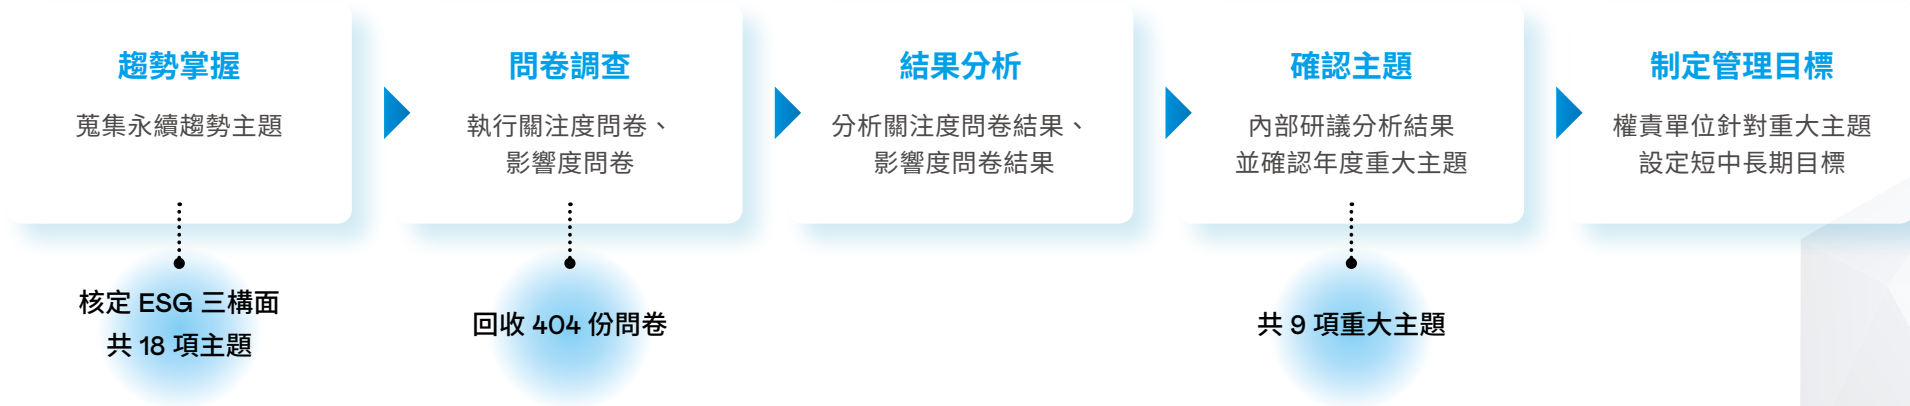 趨勢掌握
蒐集永續趨勢主題
核定 ESG 三構面
共 18 項主題
問卷調查
執行關注度問卷、
影響度問卷
回收 404 份問卷
結果分析
分析關注度問卷結果、
影響度問卷結果
確認主題
內部研議分析結果
並確認年度重大主題
共 9 項重大主題
制定管理目標
權責單位針對重大主題
設定短中長期目標